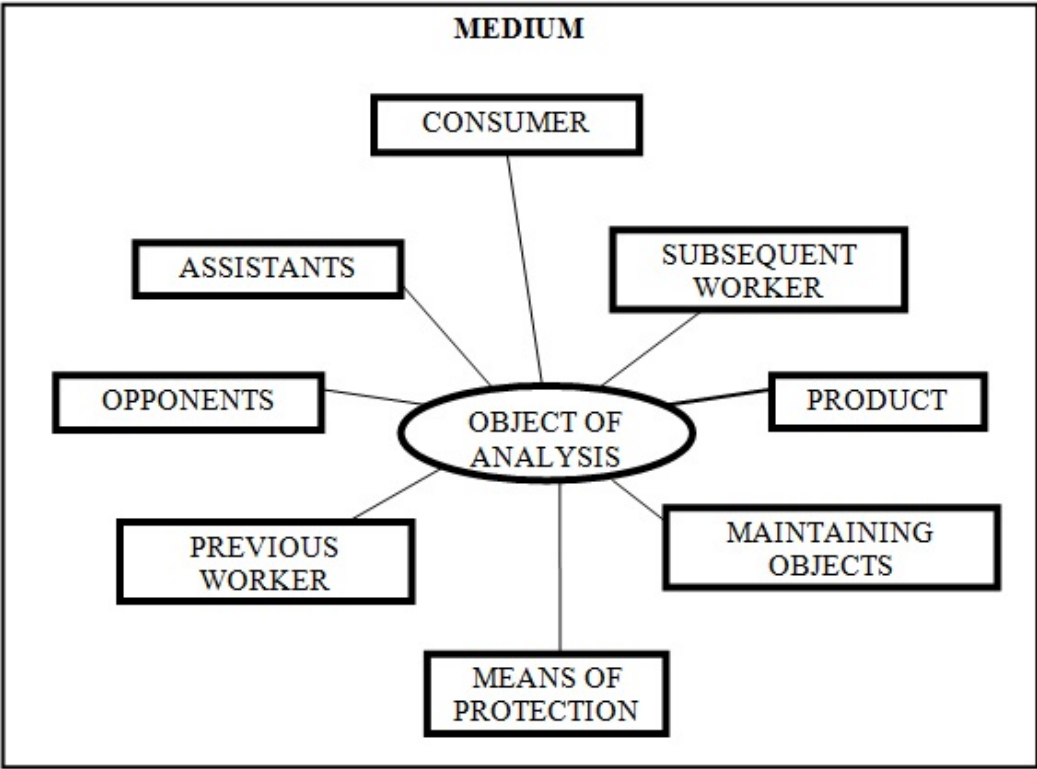 MEDIUM
CONSUMER
ASSISTANTS
SUBSEQUENT
WORKER
OPPONENTS
PRODUCT
OBJECT OF
ANALYSIS
PREVIOUS
WORKER
MAINTAINING
OBJECTS
MEANS OF
PROTECTION